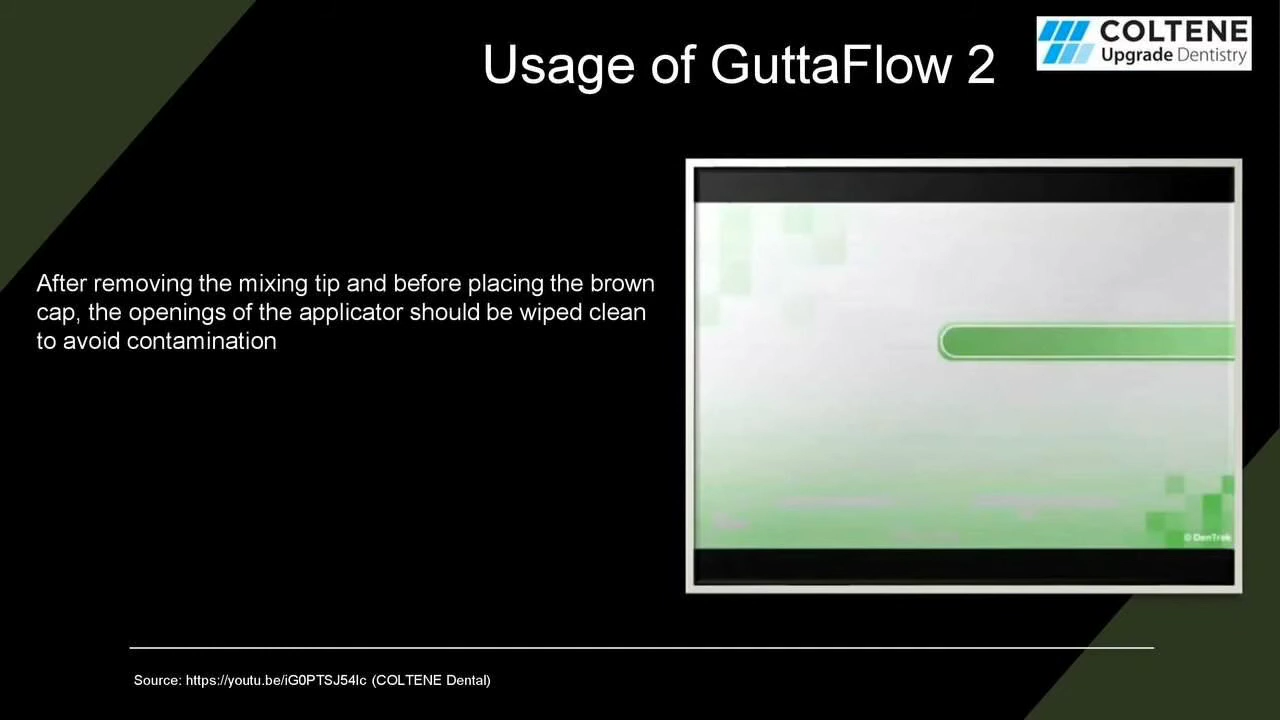 COLTENE
Upgrade Dentistry
Usage of GuttaFlow 2
After removing the mixing tip and before placing the brown
cap, the openings of the applicator should be wiped clean
to avoid contamination
© DenTrek
Source: https://youtu.be/iG0PTSJ54lc (COLTENE Dental)